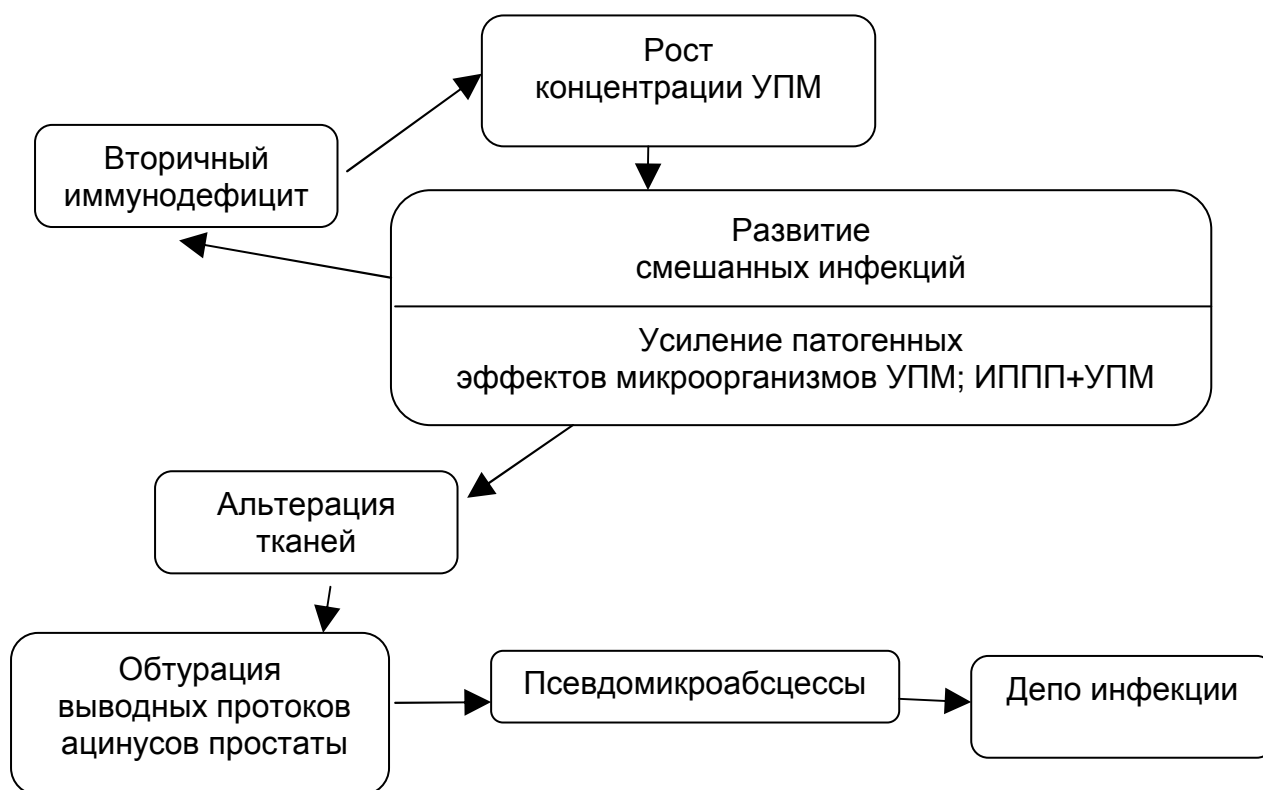 Рост
концентрации УПМ
Вторичный
иммунодефицит
Развитие
смешанных инфекций
Усиление патогенных
эффектов микроорганизмов УПМ; ИППП+УПМ
Альтерация
тканей
Обтурация
выводных протоков
ацинусов простаты
Псевдомикроабсцессы
Депо инфекции